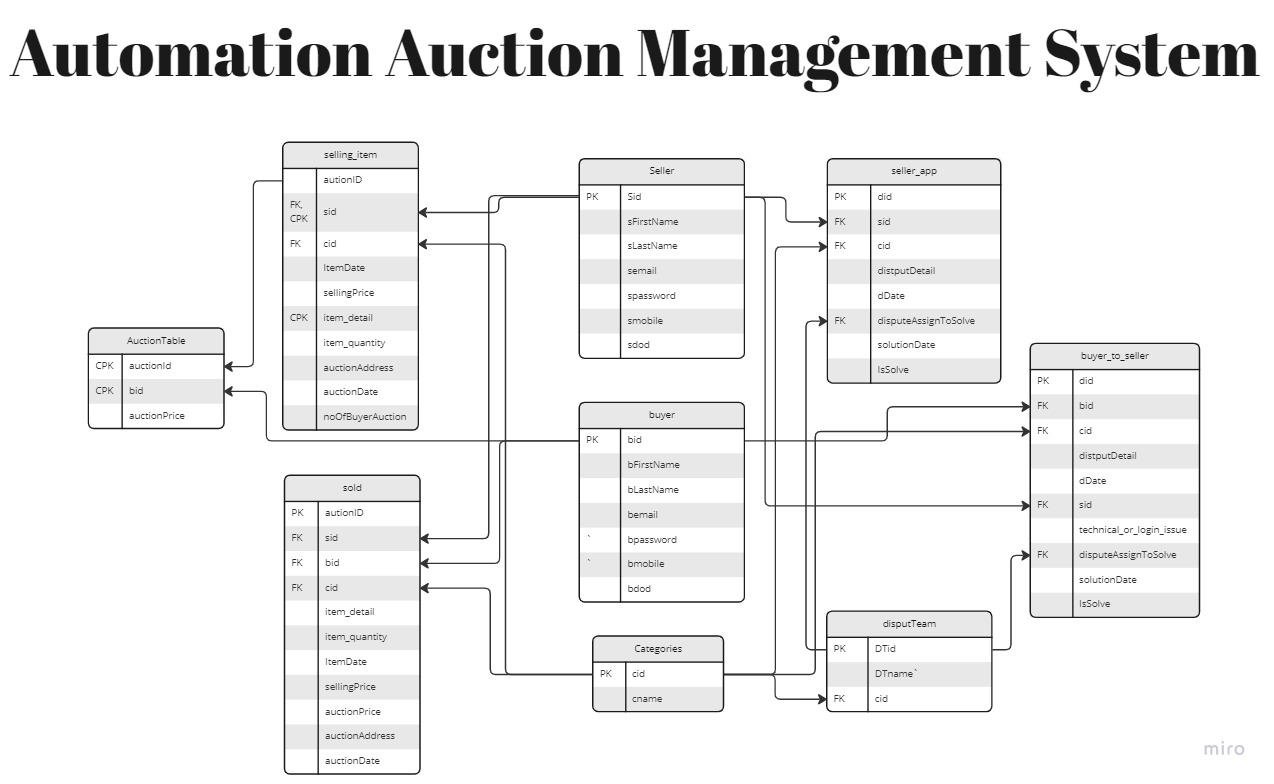 Automation Auction Management System
selling_item
autionID
FK, CPK sid
FK cid
ItemDate
sellingPrice
CPK item_detail
item_quantity
auctionAddress
auctionDate
noOfBuyerAuction
Seller
PK Sid
sFirstName
sLastName
semail
spassword
smobile
sdod
seller_app
PK did
FK sid
FK cid
distputDetail
dDate
FK disputeAssignToSolve
solutionDate
IsSolve
AuctionTable
CPK auctionId
CPK bid
auctionPrice
buyer_to_seller
PK did
FK bid
FK cid
distputDetail
dDate
FK sid
technical_or_login_issue
FK disputeAssignToSolve
solutionDate
IsSolve
buyer
PK bid
bFirstName
bLastName
bemail
` bpassword
` bmobile
bdod
sold
PK autionID
FK sid
FK bid
FK cid
item_detail
item_quantity
ItemDate
sellingPrice
auctionPrice
auctionAddress
auctionDate
Categories
PK cid
cname
disputTeam
PK DTid
DTname`
FK cid
miro